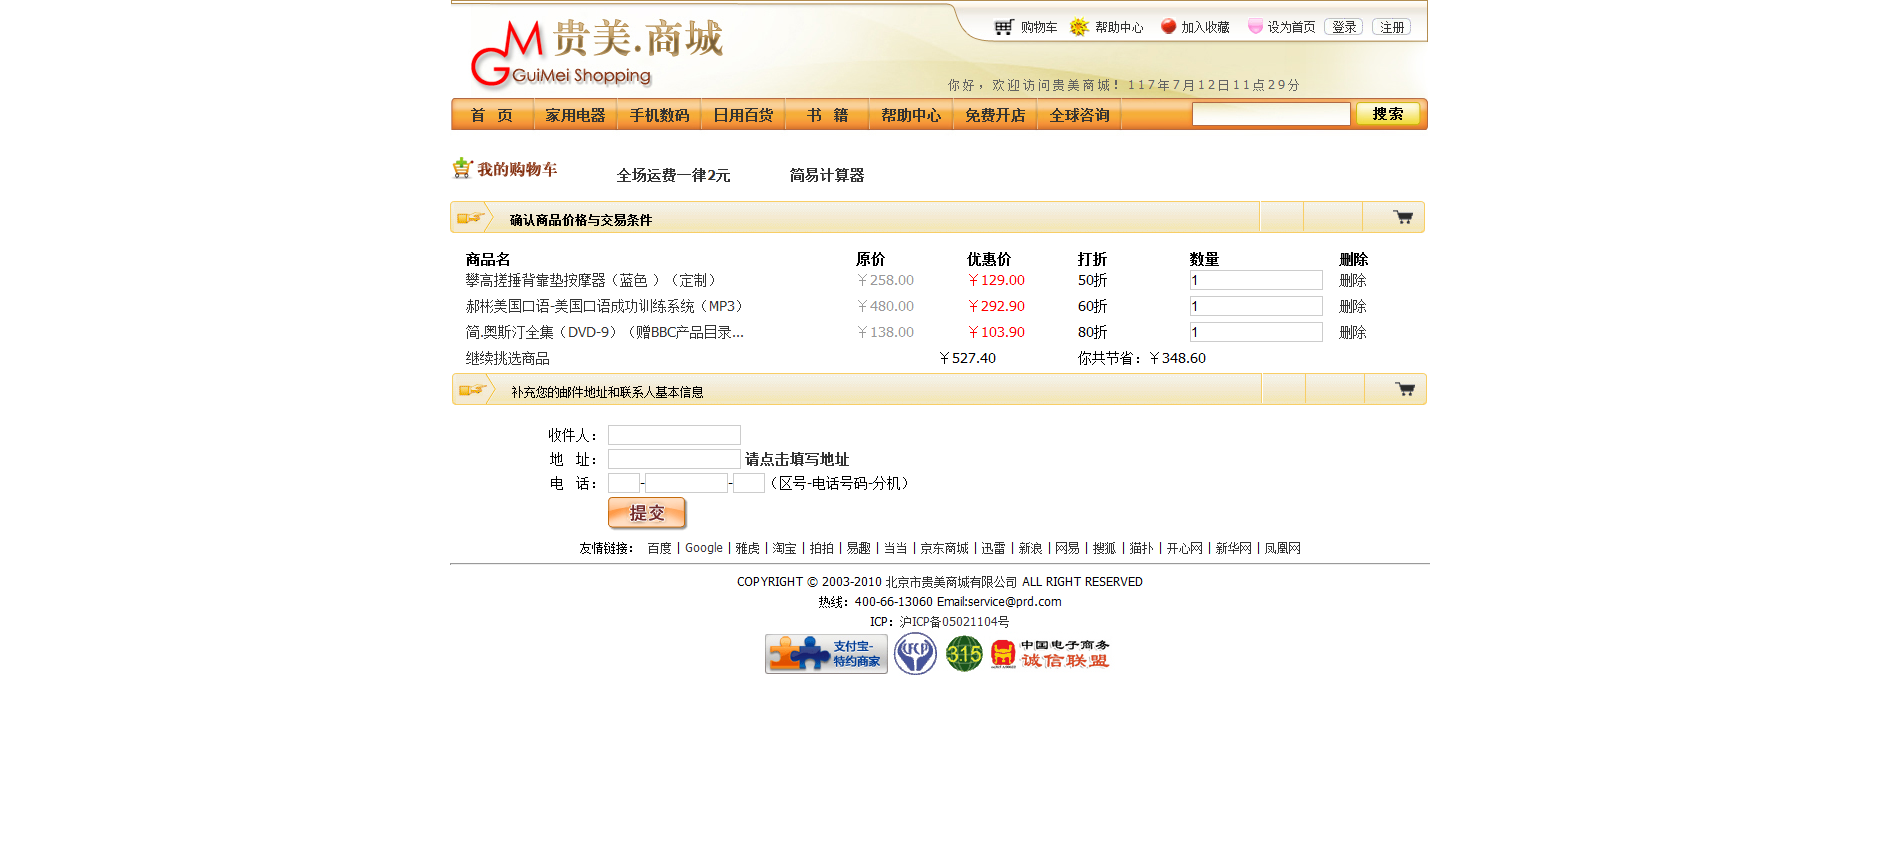 购物车 帮助中心 加入收藏 设为首页 登录 注册
贵美.商城
GM
GuiMei Shopping
你好，欢迎访问贵美商城！117年7月12日11点29分
首 页 家用电器 手机数码 日用百货 书 籍 帮助中心 免费开店 全球咨询 搜索
我的购物车 全场运费一律2元 简易计算器
确认商品价格与交易条件
商品名 原价 优惠价 打折 数量 删除
攀高搓捶背靠垫按摩器（蓝色 ）（定制） ￥258.00 ￥129.00 50折 1 删除
郝彬美国口语-美国口语成功训练系统（MP3） ￥480.00 ￥292.90 60折 1 删除
简.奥斯汀全集（DVD-9）（赠BBC产品目录... ￥138.00 ￥103.90 80折 1 删除
继续挑选商品 ￥527.40 你共节省：￥348.60
补充您的邮件地址和联系人基本信息
收件人：
地 址： 请点击填写地址
电 话： - - （区号-电话号码-分机）
提交
友情链接： 百度 | Google | 雅虎 | 淘宝 | 拍拍 | 易趣 | 当当 | 京东商城 | 迅雷 | 新浪 | 网易 | 搜狐 | 猫扑 | 开心网 | 新华网 | 凤凰网
COPYRIGHT © 2003-2010 北京市贵美商城有限公司 ALL RIGHT RESERVED
热线：400-66-13060 Email:service@prd.com
ICP：沪ICP备05021104号
支付宝-
特约商家
315
中国电子商务
诚信联盟